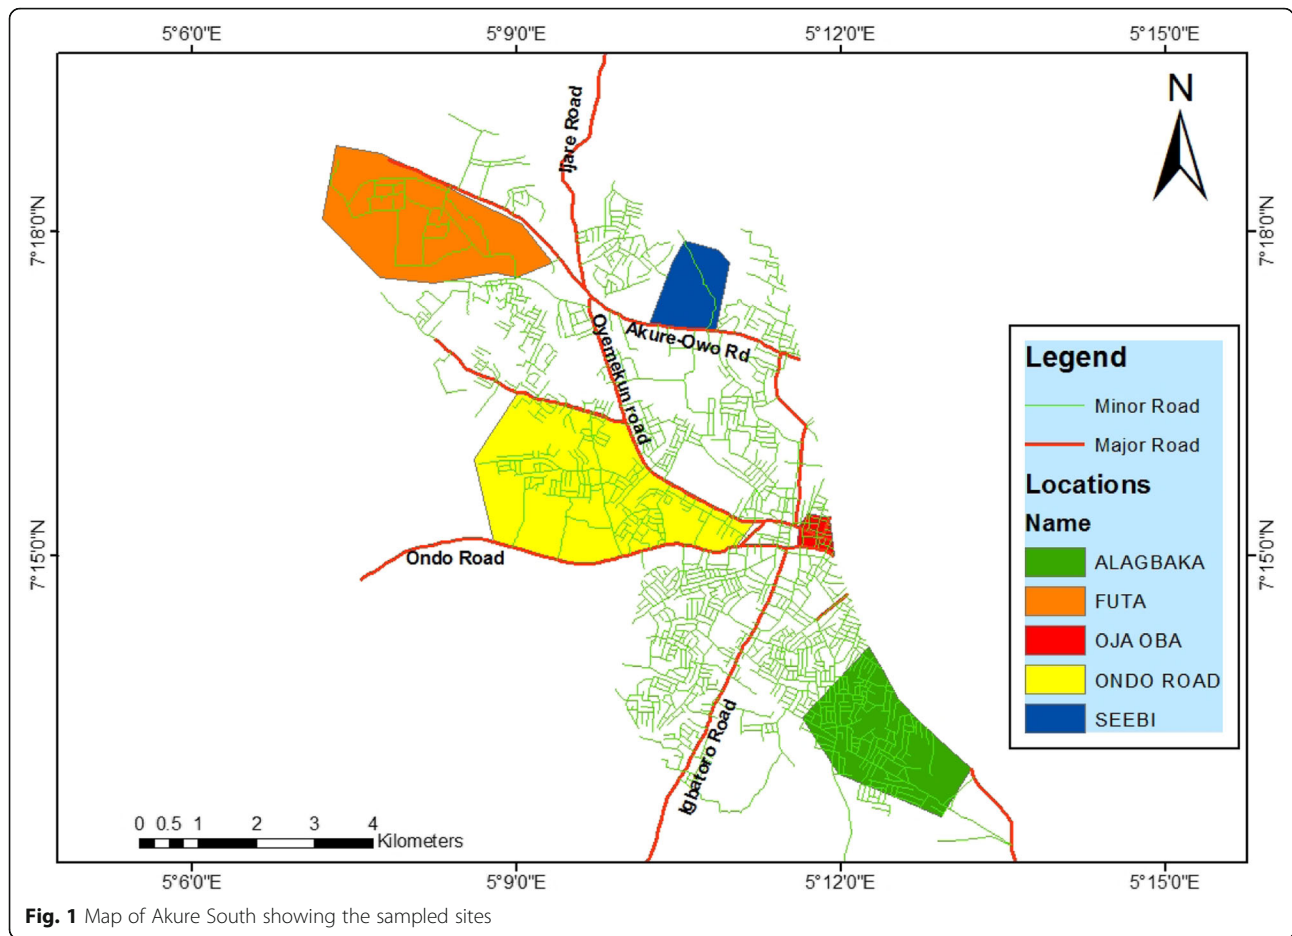 5°6'0"E 5°9'0"E 5°12'0"E 5°15'0"E
N
Ijare Road
7°18'0"N 7°18'0"N
Oyemekun road
Akure-Owo Rd
Legend
Minor Road
Major Road
Locations
Name
ALAGBAKA
FUTA
OJA OBA
ONDO ROAD
SEEBI
7°15'0"N 7°15'0"N
Ondo Road
Igbatoro Road
0 0.5 1 2 3 4
Kilometers
5°6'0"E 5°9'0"E 5°12'0"E 5°15'0"E
Fig. 1 Map of Akure South showing the sampled sites